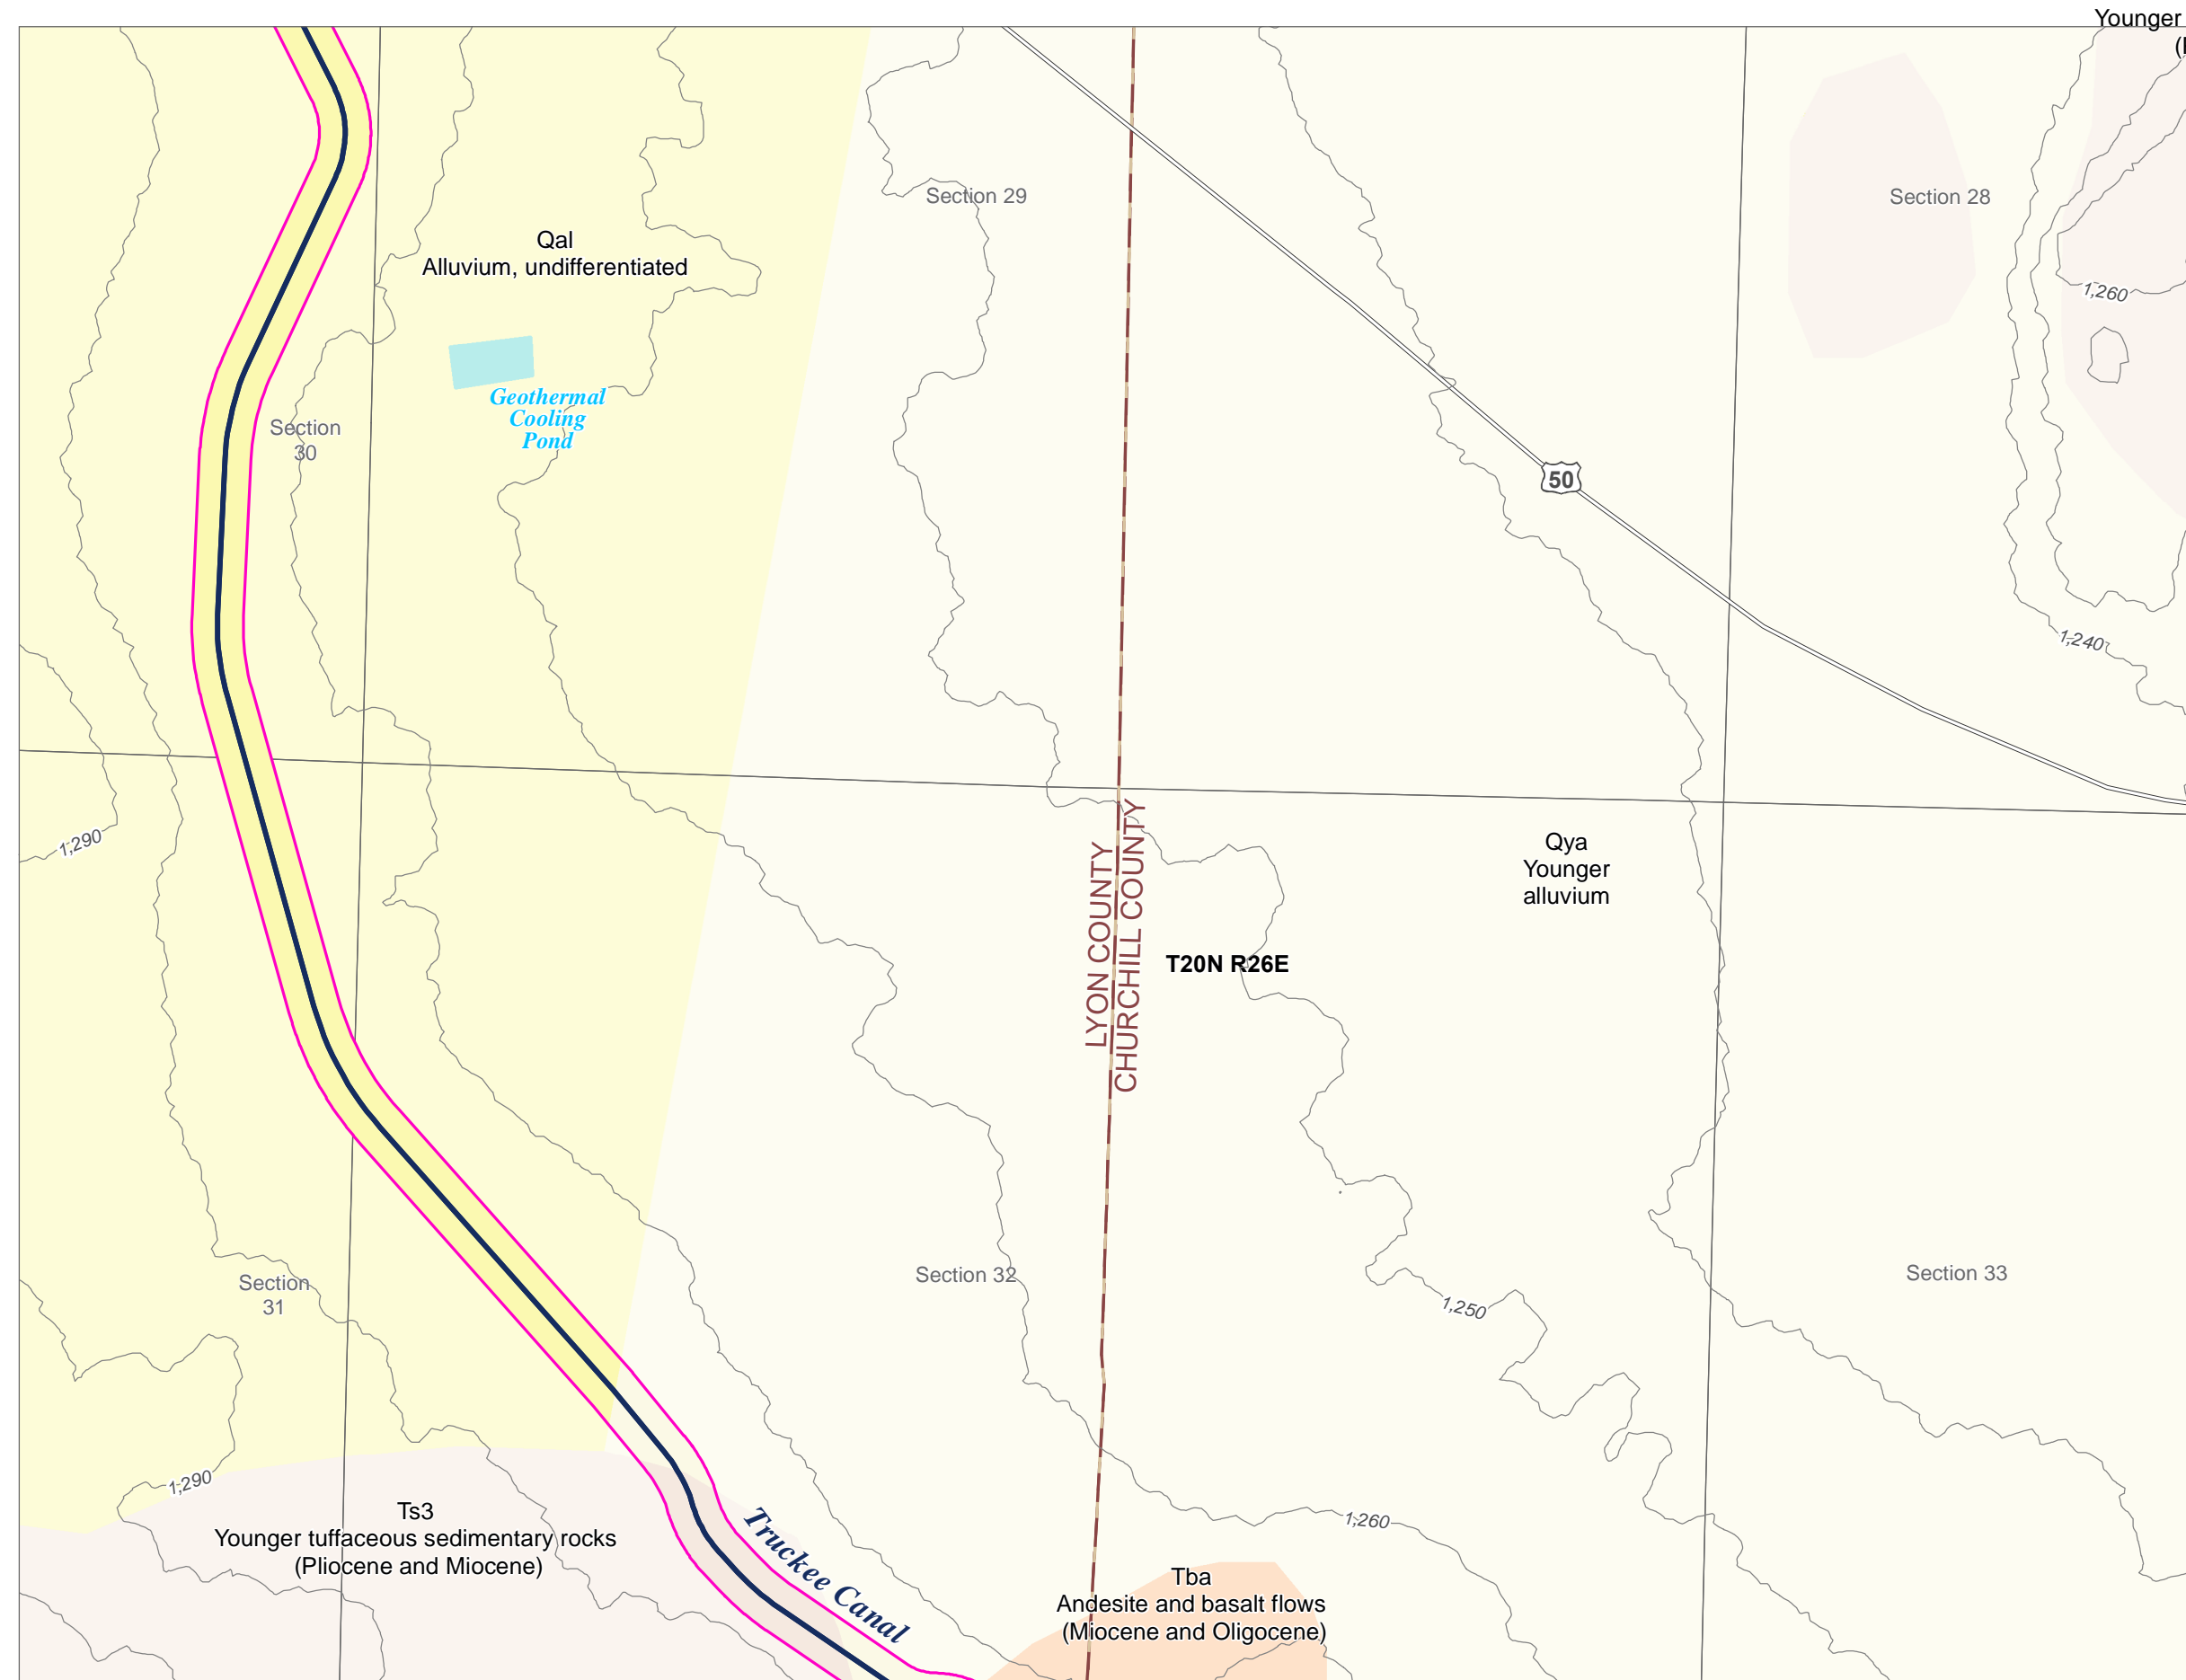 Younger
(
Section 29
Section 28
Qal
Alluvium, undifferentiated
1,260
Geothermal
Cooling
Pond
Section
30
50
1,240
1,290
Qya
Younger
alluvium
LYON COUNTY
CHURCHILL COUNTY
T20N R26E
Section
31
Section 32
Section 33
1,250
1,290
Ts3
Younger tuffaceous sedimentary rocks
(Pliocene and Miocene)
Truckee Canal
1,260
Tba
Andesite and basalt flows
(Miocene and Oligocene)